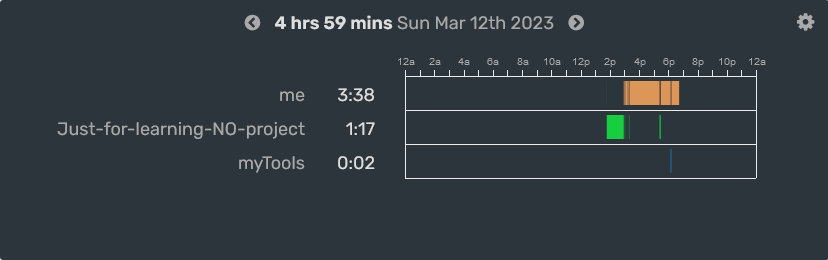 4 hrs 59 mins Sun Mar 12th 2023
12a 2a 4a 6a 8a 10a 12p 2p 4p 6p 8p 10p 12a
me 3:38
Just-for-learning-NO-project 1:17
myTools 0:02